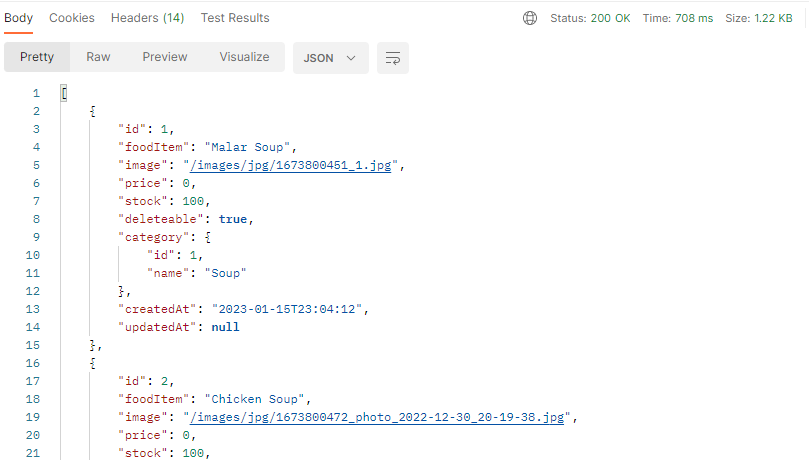 Body Cookies Headers (14) Test Results Status: 200 OK Time: 708 ms Size: 1.22 KB
Pretty Raw Preview Visualize JSON
1 [
2 {
3 "id": 1,
4 "foodItem": "Malar Soup",
5 "image": "/images/jpg/1673800451_1.jpg",
6 "price": 0,
7 "stock": 100,
8 "deleteable": true,
9 "category": {
10 "id": 1,
11 "name": "Soup"
12 },
13 "createdAt": "2023-01-15T23:04:12",
14 "updatedAt": null
15 },
16 {
17 "id": 2,
18 "foodItem": "Chicken Soup",
19 "image": "/images/jpg/1673800472_photo_2022-12-30_20-19-38.jpg",
20 "price": 0,
21 "stock": 100,